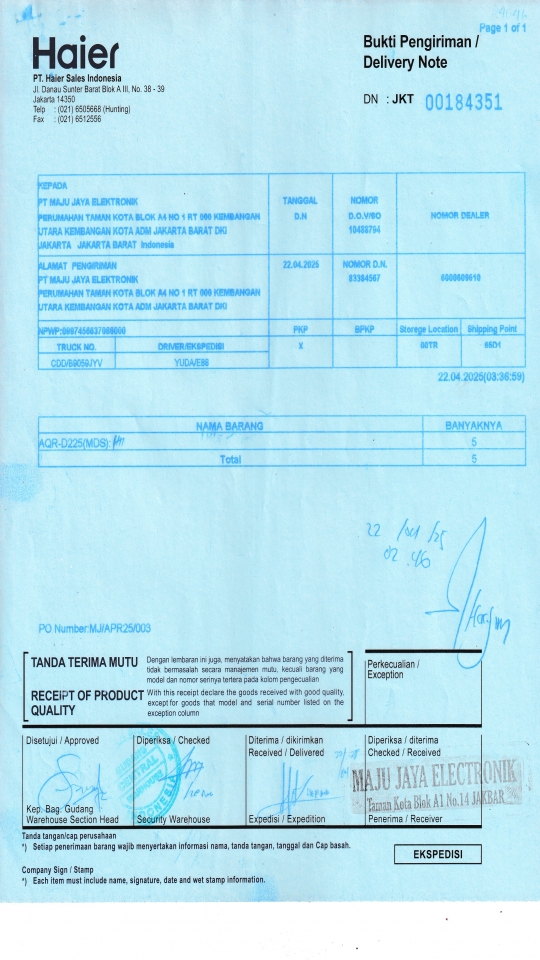 Page 1 of 1
Haier
PT. Haier Sales Indonesia
Jl. Danau Sunter Barat Blok A III, No. 38 - 39
Jakarta 14350
Telp : (021) 6505668 (Hunting)
Fax : (021) 6512556
Bukti Pengiriman /
Delivery Note
DN : JKT 00184351
KEPADA
PT MAJU JAYA ELEKTRONIK
PERUMAHAN TAMAN KOTA BLOK A4 NO 1 RT 000 KEMBANGAN
UTARA KEMBANGAN KOTA ADM JAKARTA BARAT DKI
JAKARTA JAKARTA BARAT Indonesia
TANGGAL
D.N
NOMOR
D.O./SO
10488794
NOMOR DEALER
ALAMAT PENGIRIMAN
PT MAJU JAYA ELEKTRONIK
PERUMAHAN TAMAN KOTA BLOK A4 NO 1 RT 000 KEMBANGAN
UTARA KEMBANGAN KOTA ADM JAKARTA BARAT DKI
22.04.2025
NOMOR D.N.
83384567
PKP BPKP Storege Location Shipping Point
TRUCK NO. DRIVER/EKSPEDISI X 00TR
YUDA/E86
22.04.2025(03:36:59)
NAMA BARANG BANYAKNYA
AQR-D225(MDS): 5
Total 5
22 /04 /25
02.46
PO Number:MJ/APR25/003
TANDA TERIMA MUTU
Dengan lembaran ini juga, menyatakan bahwa barang yang diterima
tidak bermasalah secara manajemen mutu, kecuali barang yang
model dan nomor serinya tertera pada kolom pengecualian
RECEIPT OF PRODUCT
QUALITY
With this receipt declare the goods received with good quality,
except for goods that model and serial number listed on the
exception column
Perkecualian /
Exception
Disetujui / Approved
Diperiksa / Checked
Diterima / dikirimkan
Received / Delivered
Diperiksa / diterima
Checked / Received
MAJU JAYA ELECTRONIK
Taman Kota Blok A1 No.14 JAKBAR
Kep. Bag. Gudang
Warehouse Section Head
Security Warehouse
Expedisi / Expedition
Penerima / Receiver
Tanda tangan/cap perusahaan
*) Setiap penerimaan barang wajib menyertakan informasi nama, tanda tangan, tanggal dan Cap basah.
EKSPEDISI
Company Sign / Stamp
*) Each item must include name, signature, date and wet stamp information.